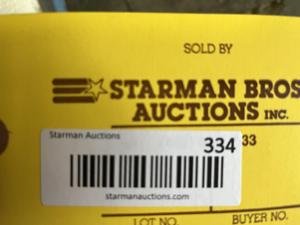 SOLD BY
STARMAN BROS
AUCTIONS INC.
Starman Auctions
334
33
starmanauctions.com
LOT NO.
BUYER NO.